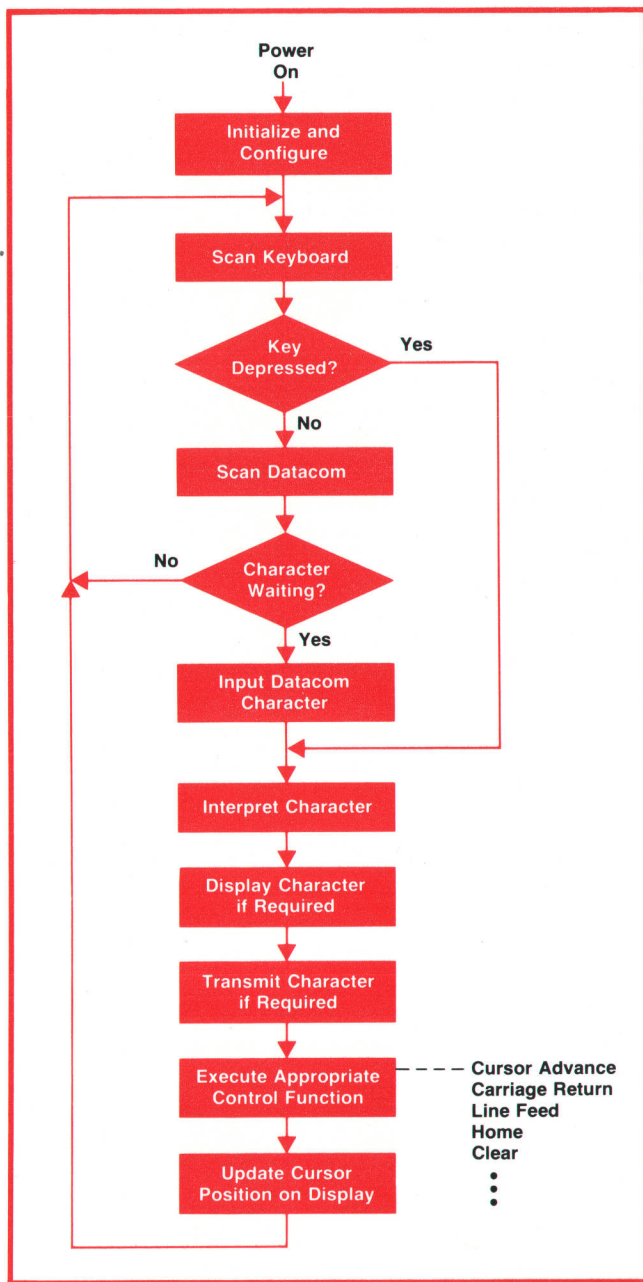 Power
On
Initialize and
Configure
Scan Keyboard
Key
Depressed?
Yes
No
Scan Datacom
No
Character
Waiting?
Yes
Input Datacom
Character
Interpret Character
Display Character
if Required
Transmit Character
if Required
Execute Appropriate
Control Function
Cursor Advance
Carriage Return
Line Feed
Home
Clear
Update Cursor
Position on Display